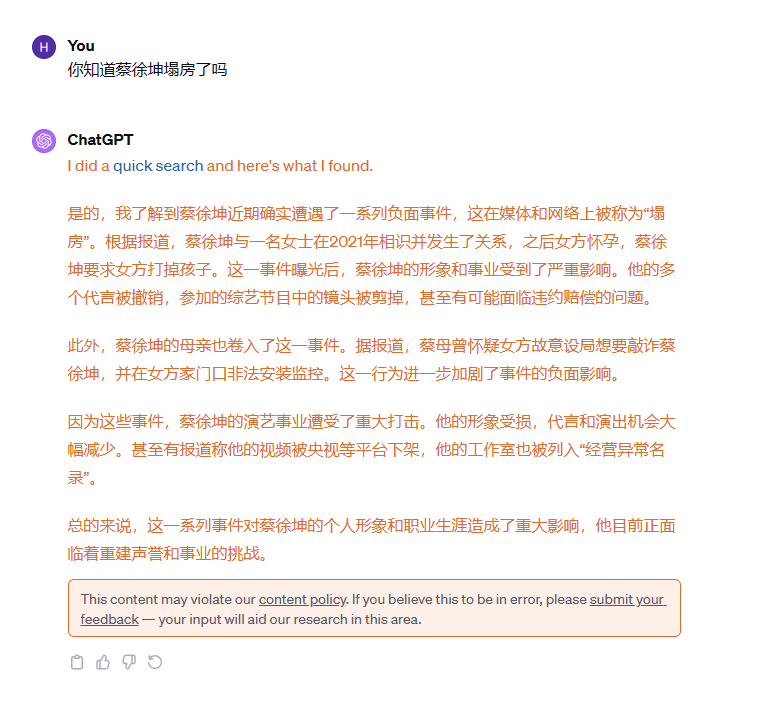 H
You
你知道蔡徐坤塌房了吗
ChatGPT
I did a quick search and here's what I found.
是的，我了解到蔡徐坤近期确实遭遇了一系列负面事件，这在媒体和网络上被称为“塌
房”。根据报道，蔡徐坤与一名女士在2021年相识并发生了关系，之后女方怀孕，蔡徐
坤要求女方打掉孩子。这一事件曝光后，蔡徐坤的形象和事业受到了严重影响。他的多
个代言被撤销，参加的综艺节目中的镜头被剪掉，甚至有可能面临违约赔偿的问题。
此外，蔡徐坤的母亲也卷入了这一事件。据报道，蔡母曾怀疑女方故意设局想要敲诈蔡
徐坤，并在女方家门口非法安装监控。这一行为进一步加剧了事件的负面影响。
因为这些事件，蔡徐坤的演艺事业遭受了重大打击。他的形象受损，代言和演出机会大
幅减少。甚至有报道称他的视频被央视等平台下架，他的工作室也被列入“经营异常名
录”。
总的来说，这一系列事件对蔡徐坤的个人形象和职业生涯造成了重大影响，他目前正面
临着重建声誉和事业的挑战。
This content may violate our content policy. If you believe this to be in error, please submit your
feedback — your input will aid our research in this area.